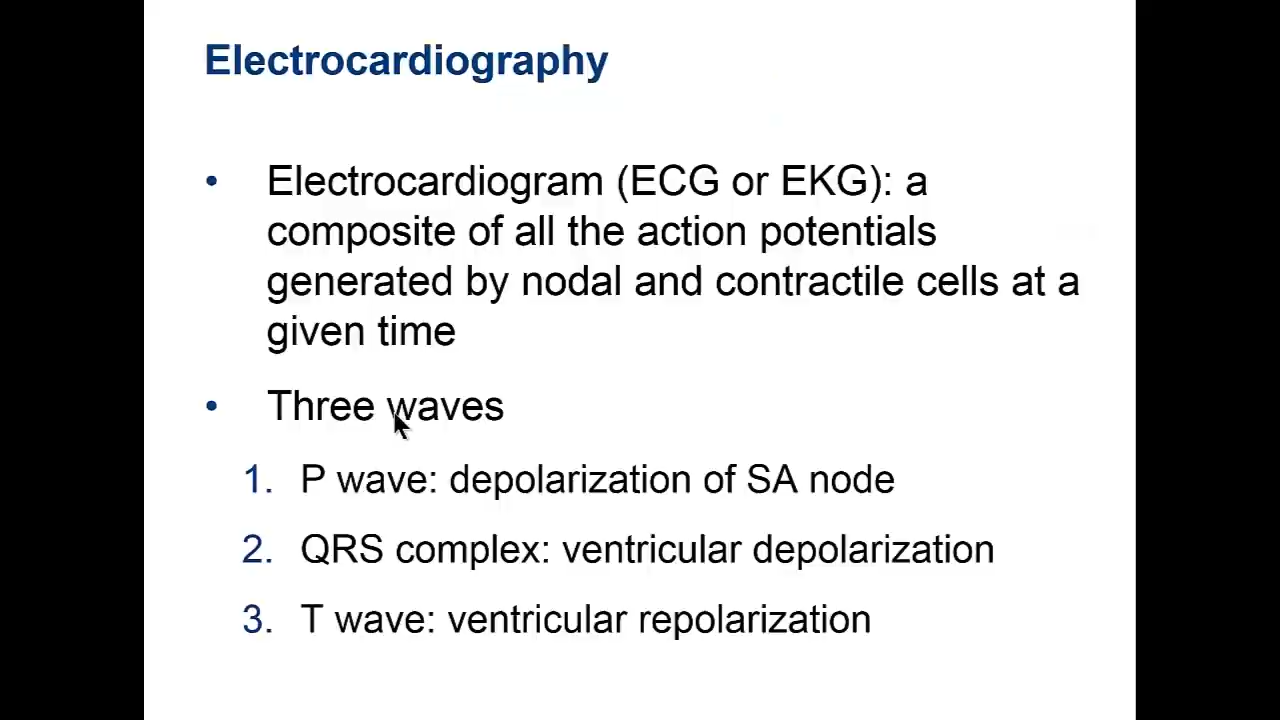 Electrocardiography
• Electrocardiogram (ECG or EKG): a
composite of all the action potentials
generated by nodal and contractile cells at a
given time
• Three waves
1. P wave: depolarization of SA node
2. QRS complex: ventricular depolarization
3. T wave: ventricular repolarization